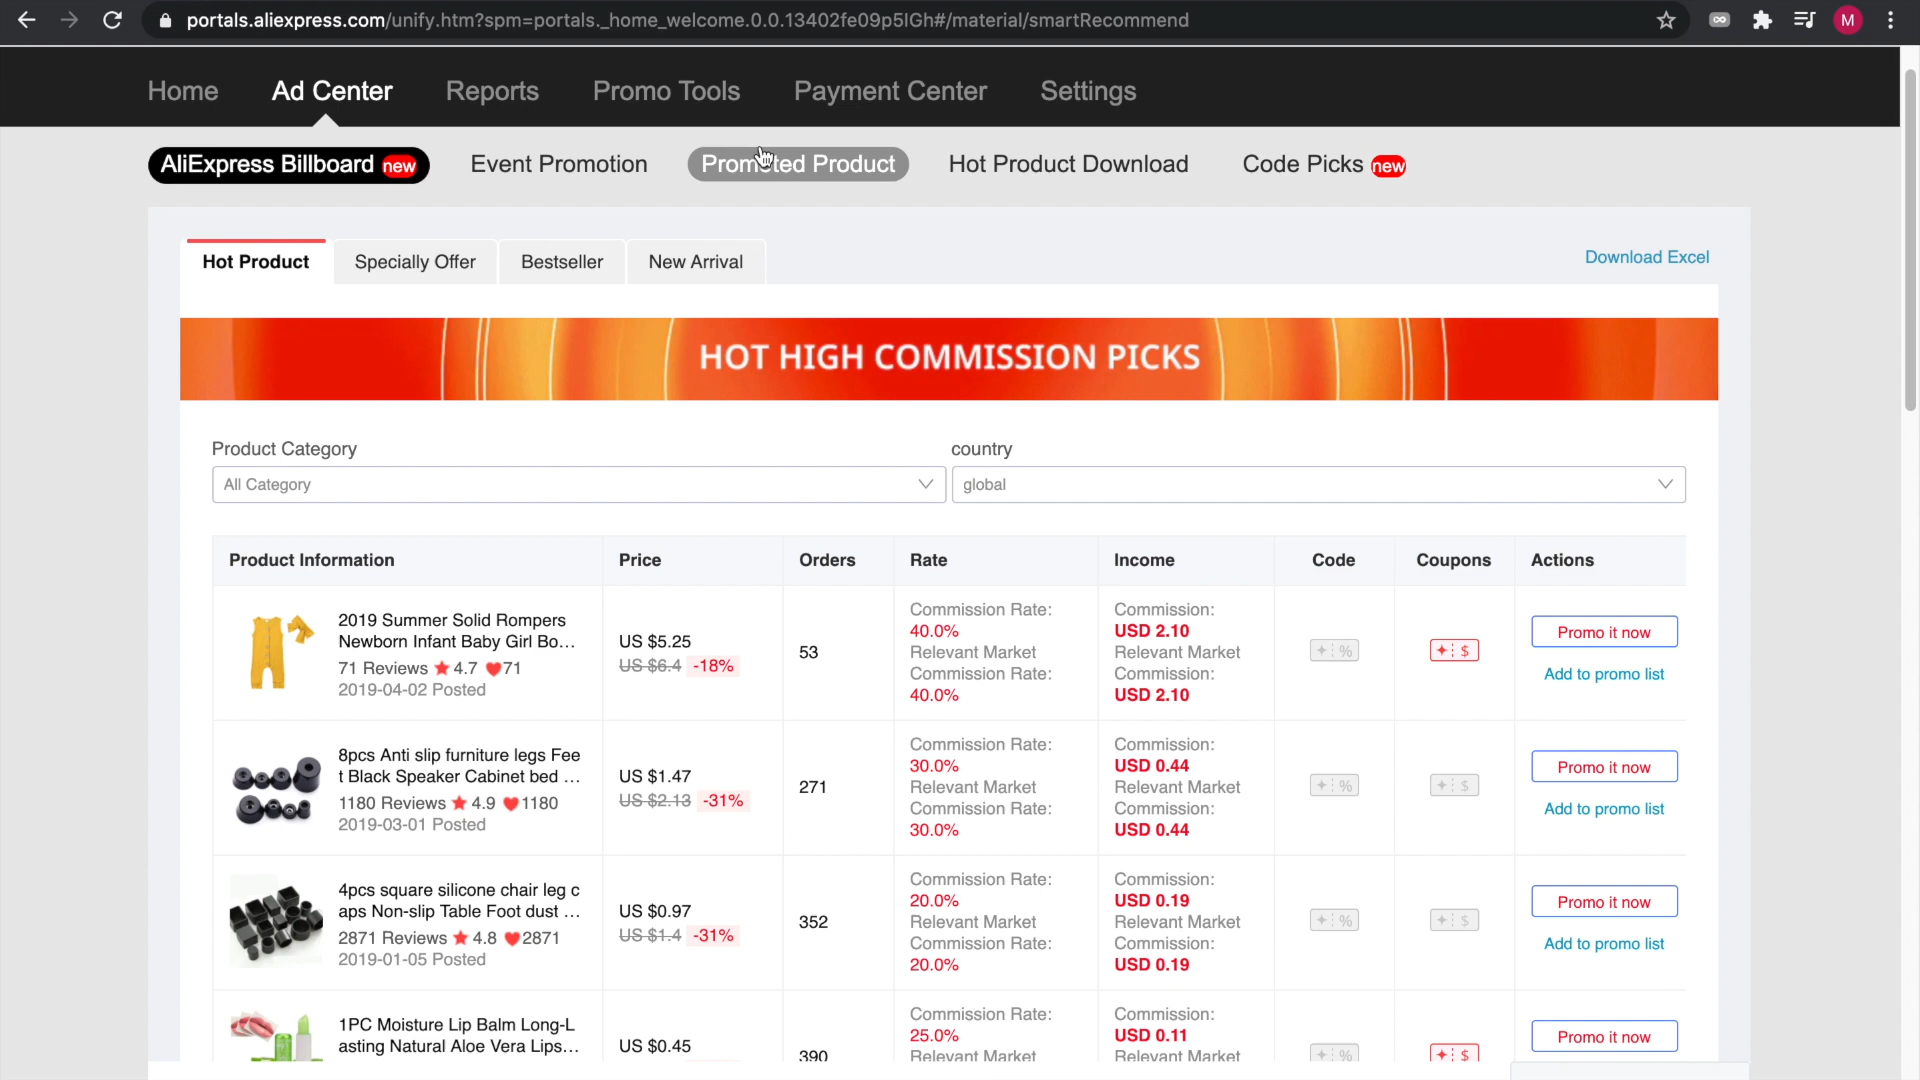 portals.aliexpress.com/unify.htm?spm=portals._home_welcome.0.0.13402fe09p5IGh#/material/smartRecommend
M
Home Ad Center Reports Promo Tools Payment Center Settings
AliExpress Billboard new Event Promotion Promoted Product Hot Product Download Code Picks new
Hot Product Specially Offer Bestseller New Arrival Download Excel
HOT HIGH COMMISSION PICKS
Product Category country
All Category global
Product Information Price Orders Rate Income Code Coupons Actions
2019 Summer Solid Rompers
Newborn Infant Baby Girl Bo...
71 Reviews 4.7 71
2019-04-02 Posted
US $5.25
US $6.4 -18%
53
Commission Rate:
40.0%
Relevant Market
Commission Rate:
40.0%
Commission:
USD 2.10
Relevant Market
Commission:
USD 2.10
%
$
Promo it now
Add to promo list
8pcs Anti slip furniture legs Fee
t Black Speaker Cabinet bed ...
1180 Reviews 4.9 1180
2019-03-01 Posted
US $1.47
US $2.13 -31%
271
Commission Rate:
30.0%
Relevant Market
Commission Rate:
30.0%
Commission:
USD 0.44
Relevant Market
Commission:
USD 0.44
%
$
Promo it now
Add to promo list
4pcs square silicone chair leg c
aps Non-slip Table Foot dust ...
2871 Reviews 4.8 2871
2019-01-05 Posted
US $0.97
US $1.4 -31%
352
Commission Rate:
20.0%
Relevant Market
Commission Rate:
20.0%
Commission:
USD 0.19
Relevant Market
Commission:
USD 0.19
%
$
Promo it now
Add to promo list
1PC Moisture Lip Balm Long-L
asting Natural Aloe Vera Lips...
US $0.45
390
Commission Rate:
25.0%
Relevant Market
Commission:
USD 0.11
Relevant Market
%
$
Promo it now